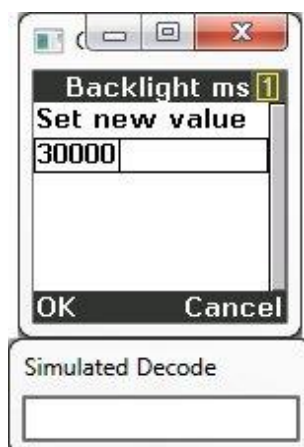 Backlight ms 1
Set new value
30000
OK Cancel
Simulated Decode